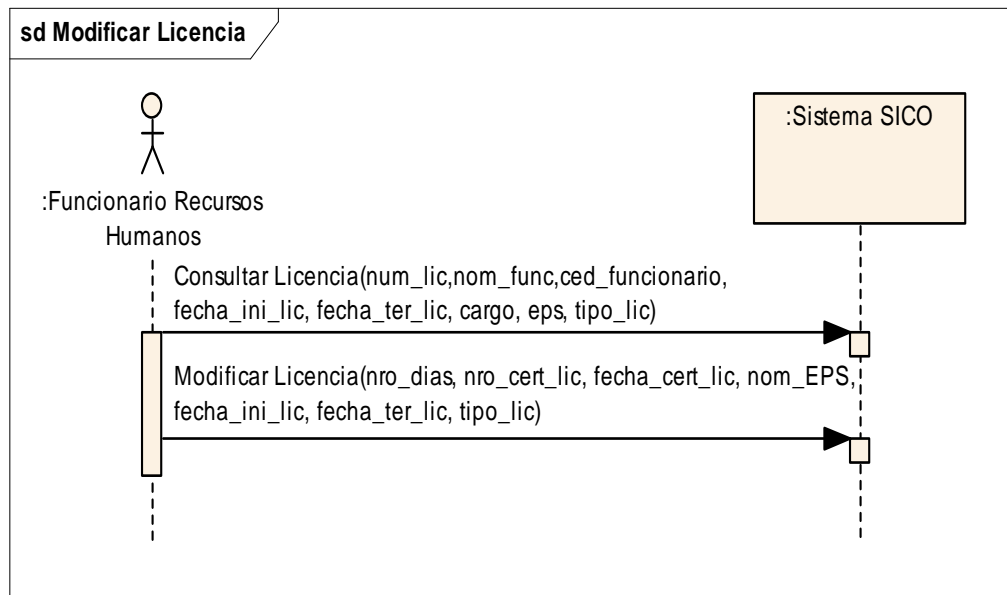 sd Modificar Licencia
:Funcionario Recursos
Humanos
:Sistema SICO
Consultar Licencia(num_lic,nom_func,ced_funcionario,
fecha_ini_lic, fecha_ter_lic, cargo, eps, tipo_lic)
Modificar Licencia(nro_dias, nro_cert_lic, fecha_cert_lic, nom_EPS,
fecha_ini_lic, fecha_ter_lic, tipo_lic)